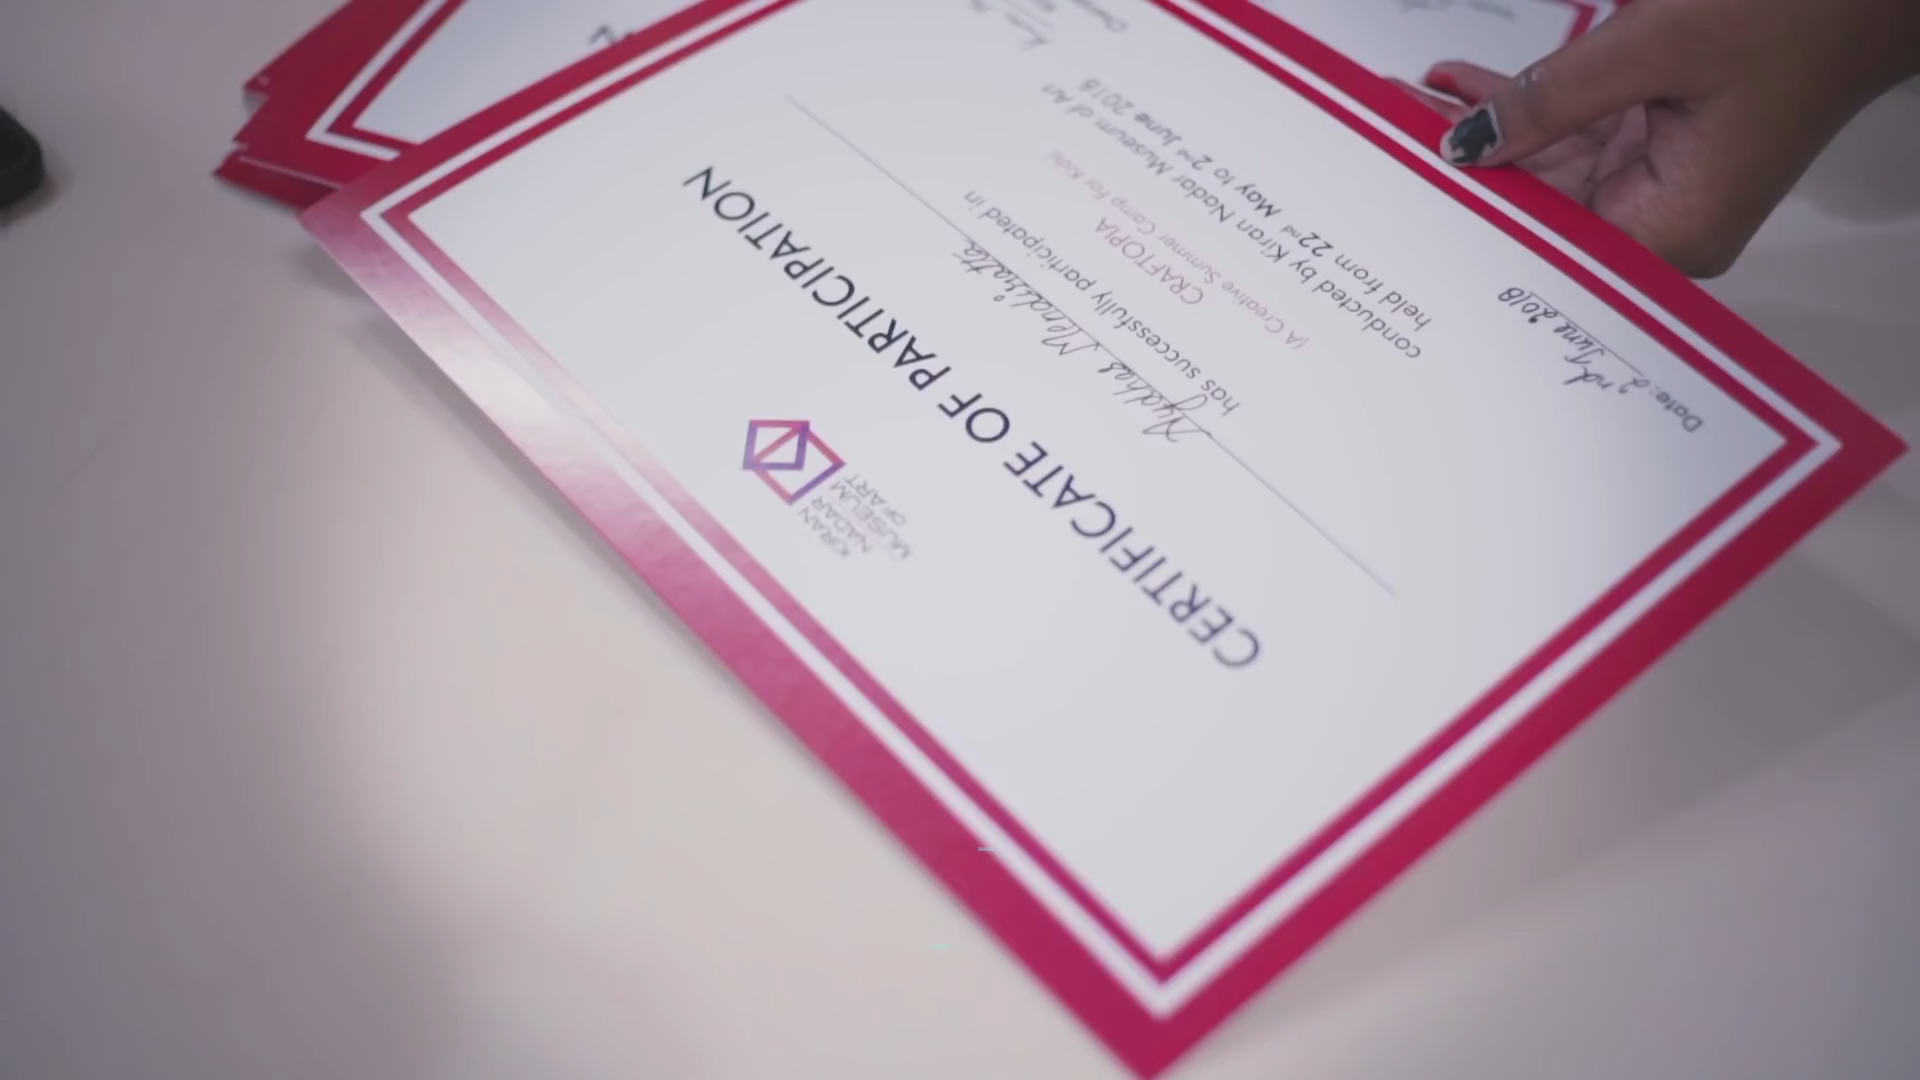 KIRAN
NADAR
MUSEUM
OF ART
CERTIFICATE OF PARTICIPATION
has successfully participated in
CRAFTOPIA
(A Creative Summer Camp For Kids)
conducted by Kiran Nadar Museum of Art
held from 22nd May to 2nd June 2018
Date: 2nd June 2018
N